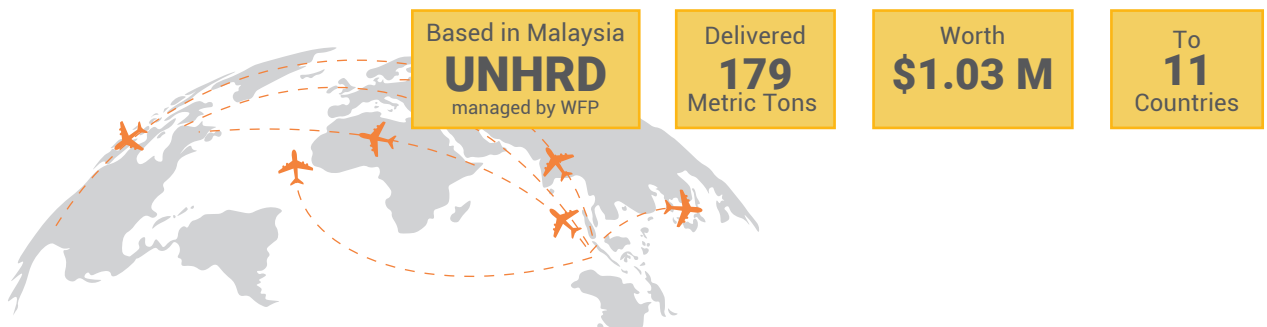 Based in Malaysia
UNHRD
managed by WFP
Delivered
179
Metric Tons
Worth
$1.03 M
To
11
Countries